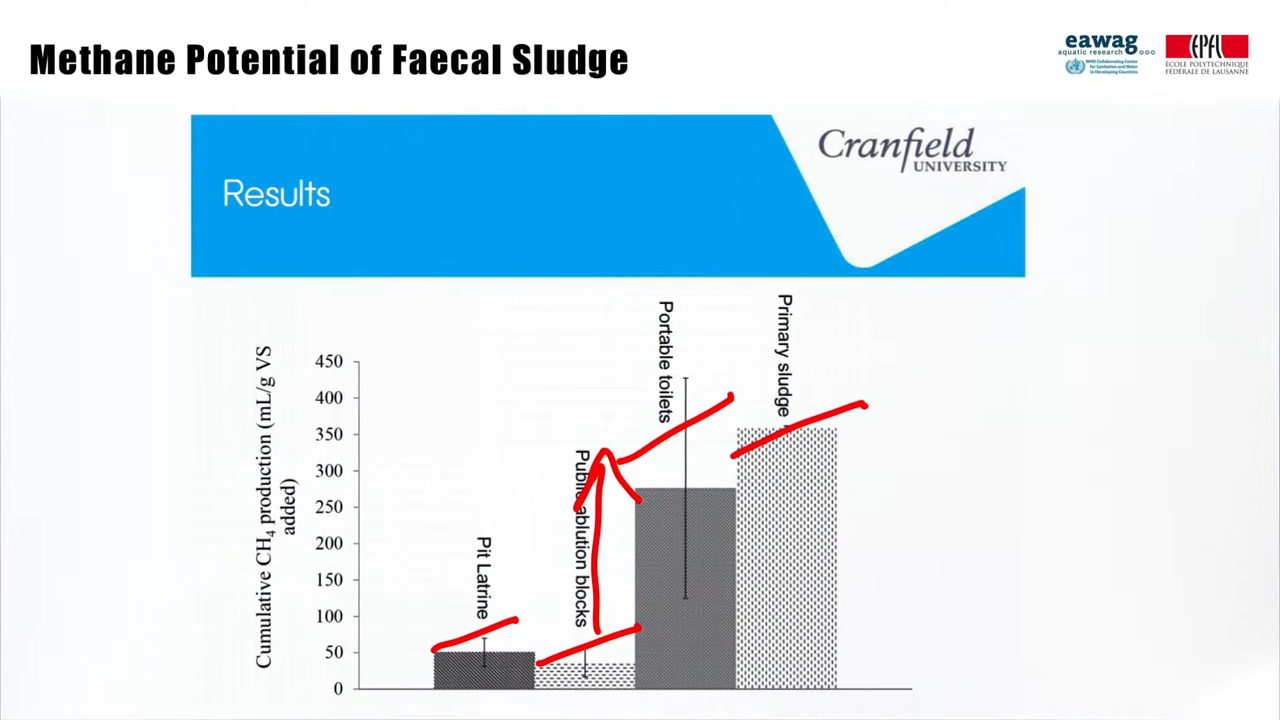 Methane Potential of Faecal Sludge
eawag
aquatic research
WHO Collaborating Center
for Sanitation and Water
in Developing Countries
EPFL
ÉCOLE POLYTECHNIQUE
FÉDÉRALE DE LAUSANNE
Results
Cranfield
UNIVERSITY
Cumulative CH4 production (mL/g VS
added)
450
400
350
300
250
200
150
100
50
0
Pit Latrine
Public ablution blocks
Portable toilets
Primary sludge